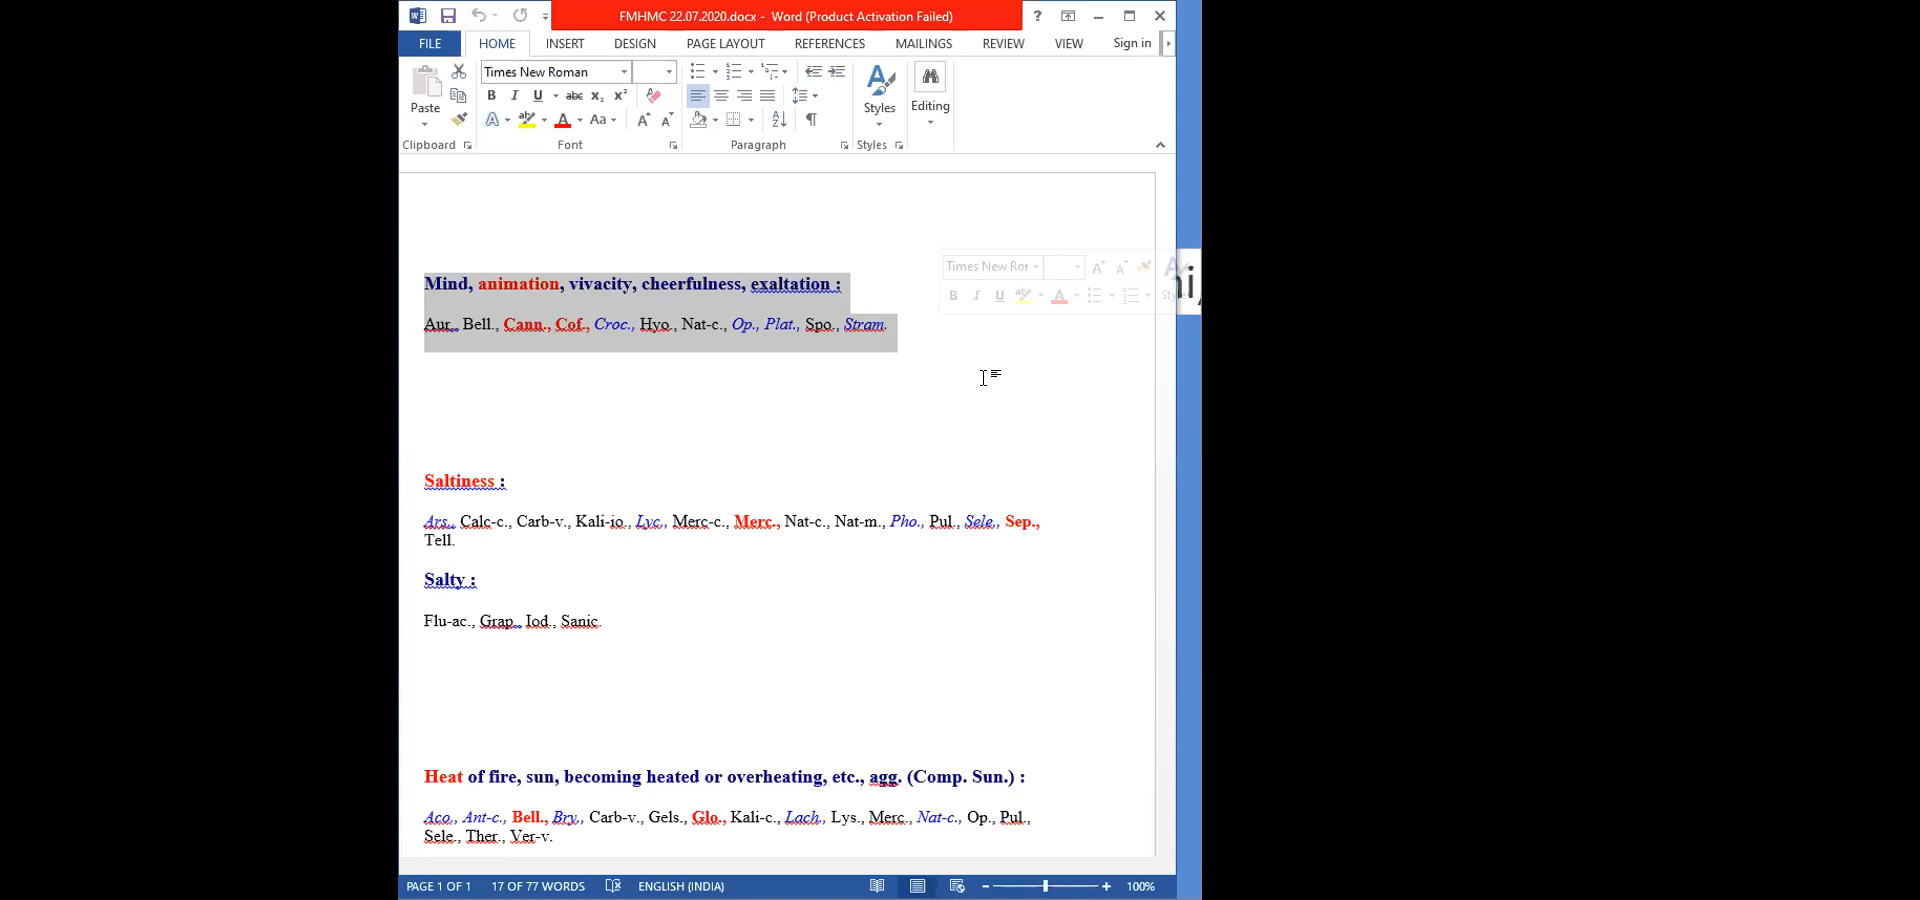 FMHMC 22.07.2020.docx - Word (Product Activation Failed)
FILE HOME INSERT DESIGN PAGE LAYOUT REFERENCES MAILINGS REVIEW VIEW Sign in
Times New Roman
Paste
Styles
Editing
Clipboard Font Paragraph Styles
Mind, animation, vivacity, cheerfulness, exaltation :
Times New Ror
Aur., Bell., Cann., Cof., Croc., Hyo., Nat-c., Op., Plat., Spo., Stram.
Saltiness :
Ars., Calc-c., Carb-v., Kali-io., Lyc., Merc-c., Merc., Nat-c., Nat-m., Pho., Pul., Sele., Sep.,
Tell.
Salty :
Flu-ac., Grap., Iod., Sanic.
Heat of fire, sun, becoming heated or overheating, etc., agg. (Comp. Sun.) :
Aco., Ant-c., Bell., Bry., Carb-v., Gels., Glo., Kali-c., Lach., Lys., Merc., Nat-c., Op., Pul.,
Sele., Ther., Ver-v.
PAGE 1 OF 1 17 OF 77 WORDS ENGLISH (INDIA) 100%